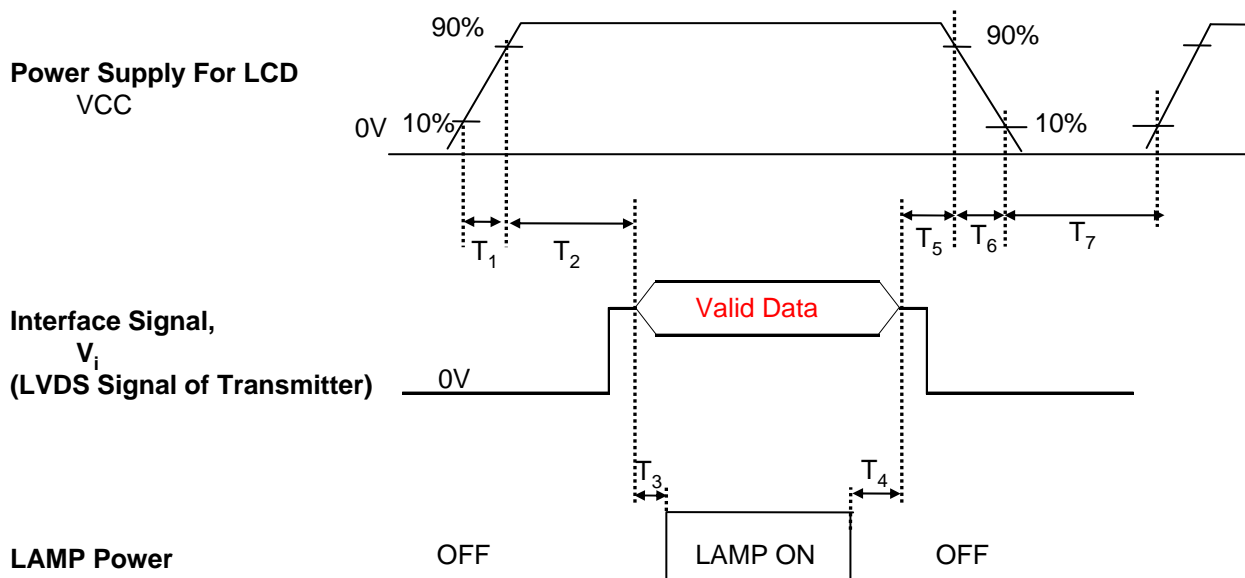 90%
90%
Power Supply For LCD
VCC
0V
10%
10%
T1
T2
T5
T6
T7
Valid Data
Interface Signal,
Vi
(LVDS Signal of Transmitter)
0V
T3
T4
LAMP Power
OFF
LAMP ON
OFF